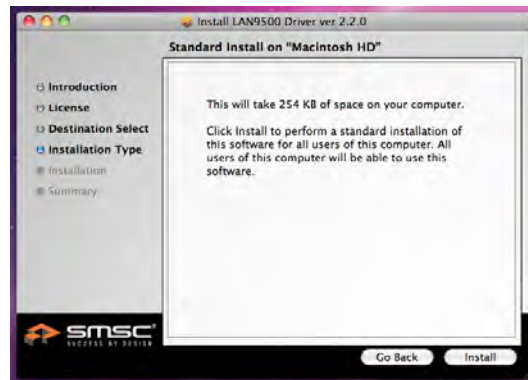 Install LAN9500 Driver ver 2.2.0
Standard Install on "Macintosh HD"
Introduction
License
Destination Select
Installation Type
Installation
Summary
This will take 254 KB of space on your computer.
Click Install to perform a standard installation of
this software for all users of this computer. All
users of this computer will be able to use this
software.
smsc
SUCCESS BY DESIGN
Go Back
Install